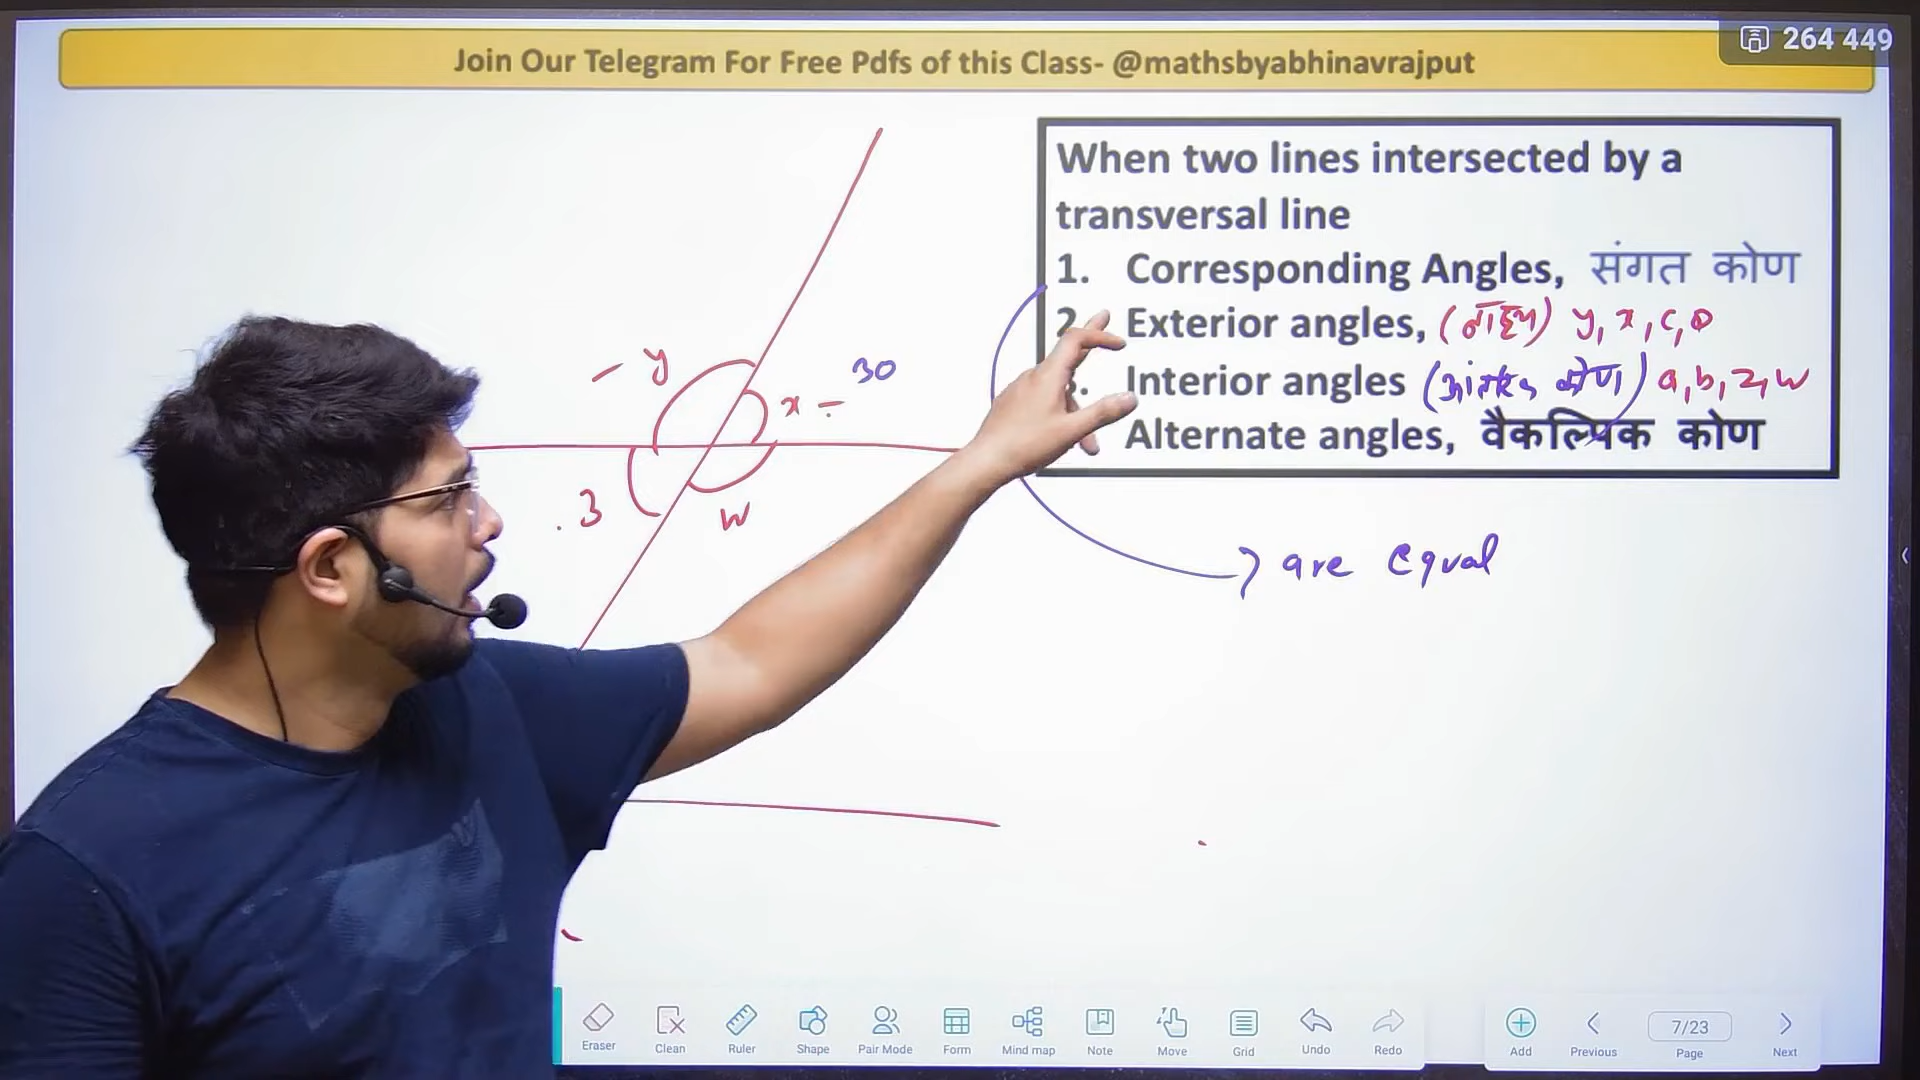 Join Our Telegram For Free Pdfs of this Class- @mathsbyabhinavrajput
264 449
When two lines intersected by a
transversal line
1. Corresponding Angles, संगत कोण
2. Exterior angles, y, x, c, D
Interior angles कोण) a, b, z, w
Alternate angles, वैकल्पिक कोण
- y
x - 30
3
w
are equal
Eraser
Clean
Ruler
Shape
Pair Mode
Form
Mind map
Note
Move
Grid
Undo
Redo
Add
Previous
7/23
Page
Next